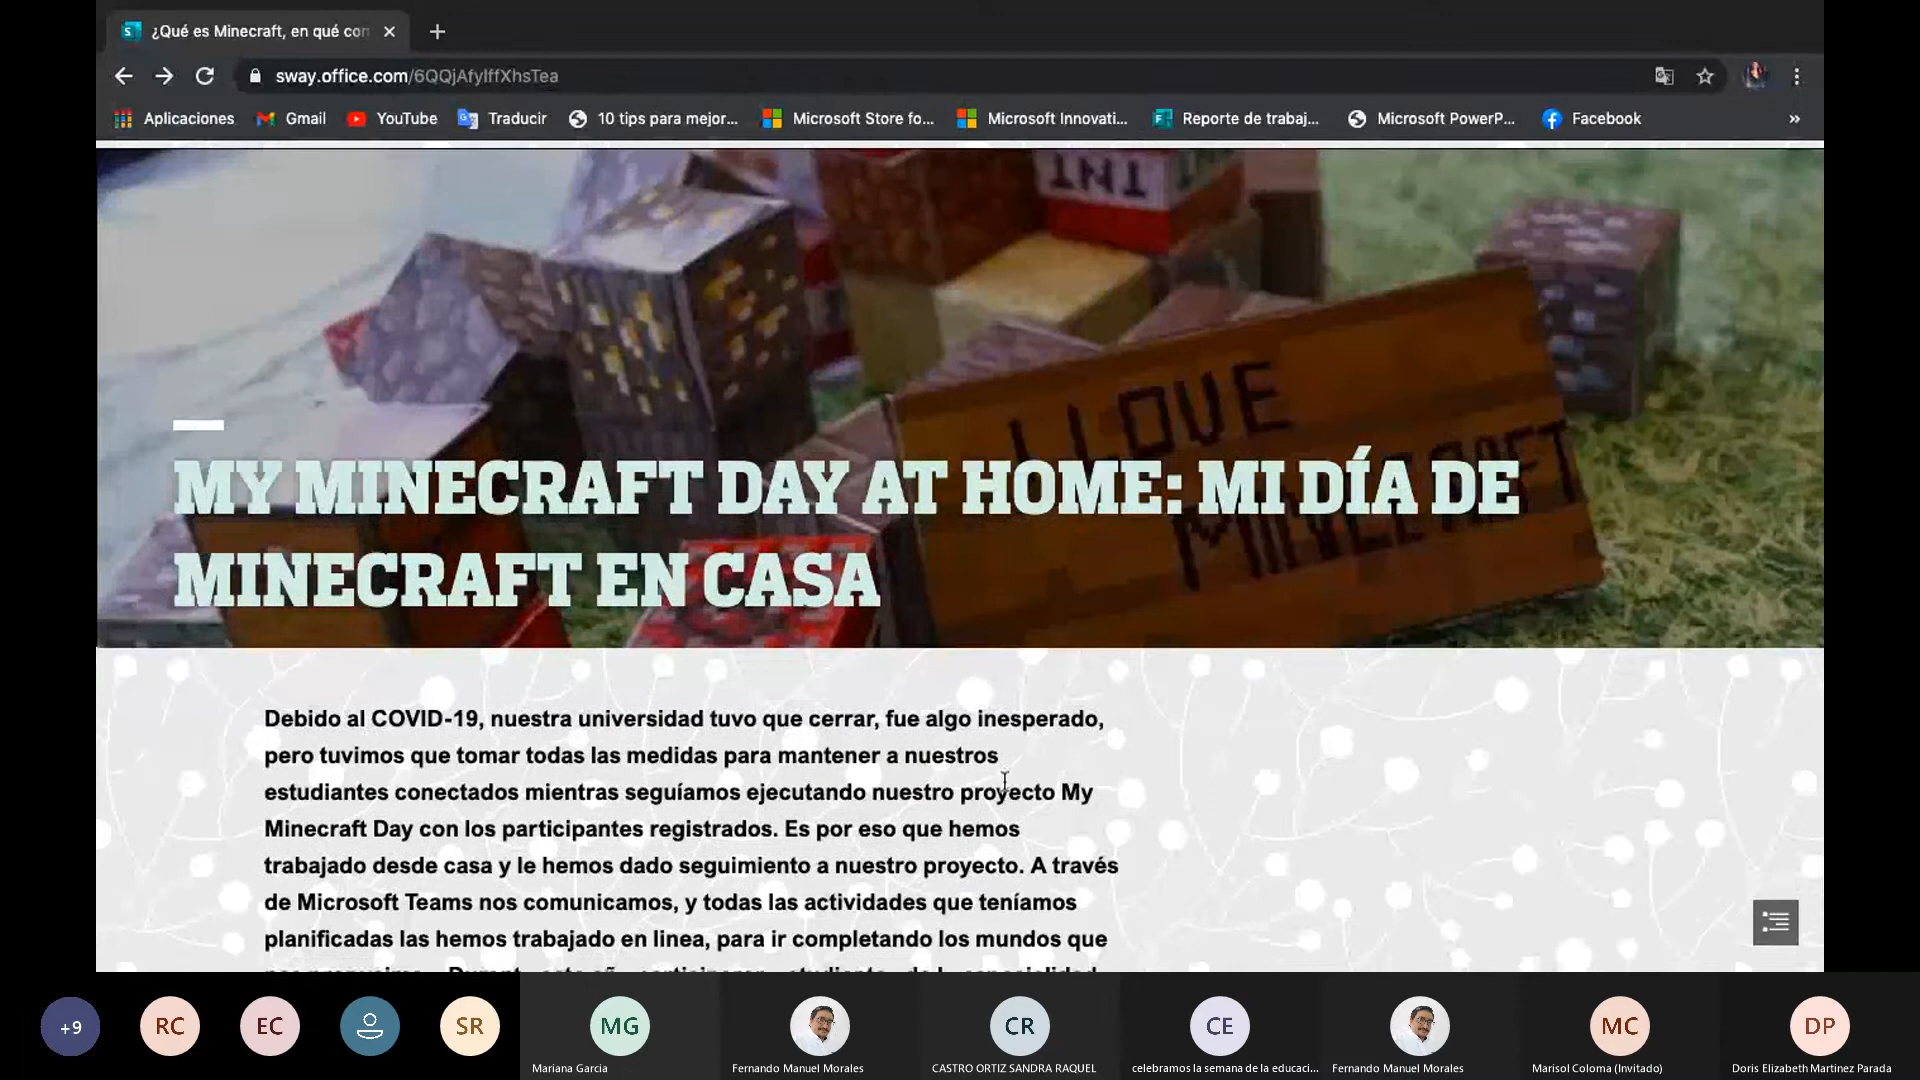 ¿Qué es Minecraft, en qué con
sway.office.com/6QQjAfyIffXhsTea
Aplicaciones Gmail YouTube Traducir 10 tips para mejor... Microsoft Store fo... Microsoft Innovati... Reporte de trabaj... Microsoft PowerP... Facebook »
TNT
I LOVE
MINECRAFT
MY MINECRAFT DAY AT HOME: MI DÍA DE
MINECRAFT EN CASA
Debido al COVID-19, nuestra universidad tuvo que cerrar, fue algo inesperado,
pero tuvimos que tomar todas las medidas para mantener a nuestros
estudiantes conectados mientras seguíamos ejecutando nuestro proyecto My
Minecraft Day con los participantes registrados. Es por eso que hemos
trabajado desde casa y le hemos dado seguimiento a nuestro proyecto. A través
de Microsoft Teams nos comunicamos, y todas las actividades que teníamos
planificadas las hemos trabajado en linea, para ir completando los mundos que
+9 RC EC SR MG CR CE MC DP
Mariana Garcia Fernando Manuel Morales CASTRO ORTIZ SANDRA RAQUEL celebramos la semana de la educaci... Fernando Manuel Morales Marisol Coloma (Invitado) Doris Elizabeth Martinez Parada